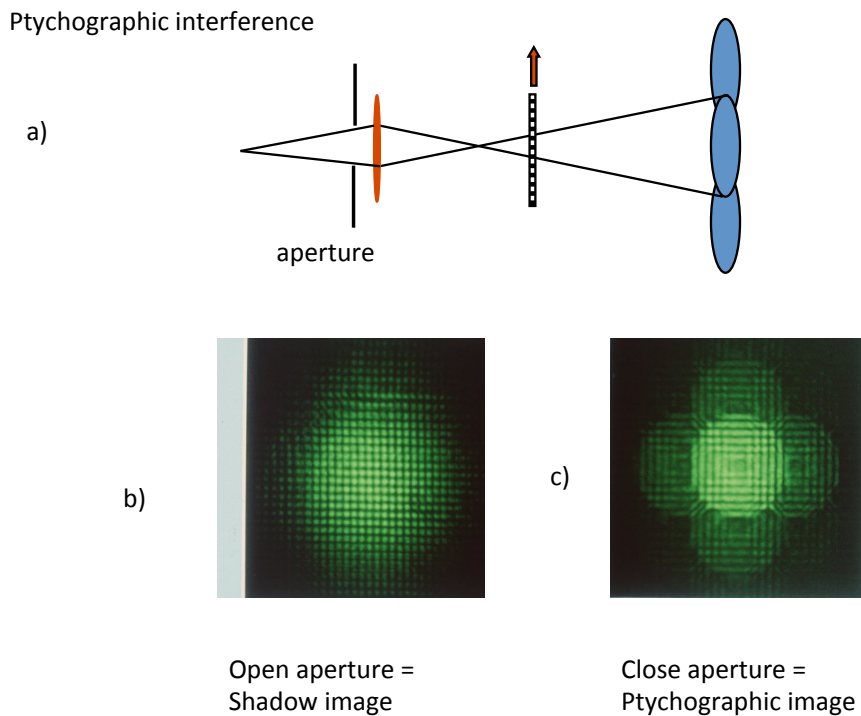 Ptychographic interference
a)
aperture
b)
c)
Open aperture =
Shadow image
Close aperture =
Ptychographic image